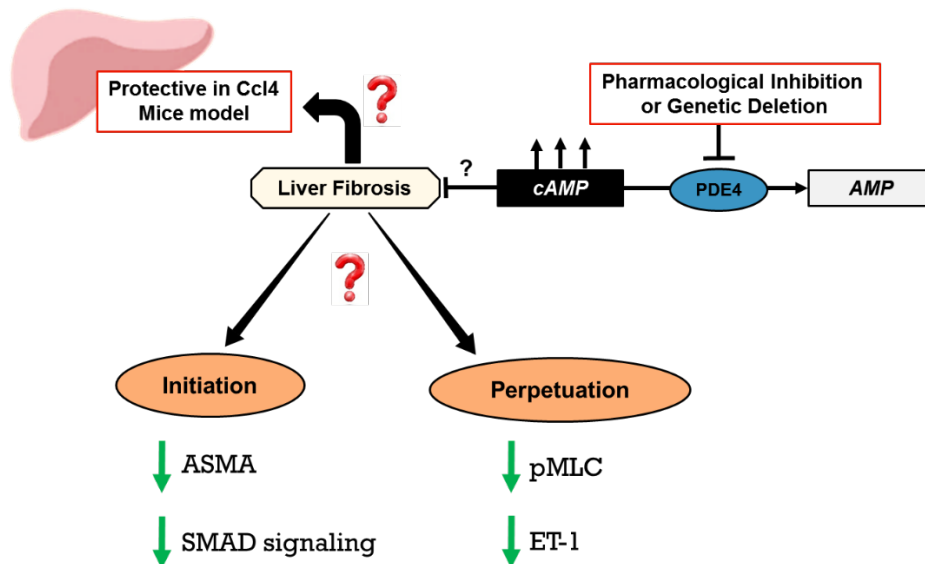 Protective in Ccl4
Mice model
?
Pharmacological Inhibition
or Genetic Deletion
?
Liver Fibrosis
cAMP
PDE4
AMP
?
Initiation
Perpetuation
ASMA
pMLC
SMAD signaling
ET-1